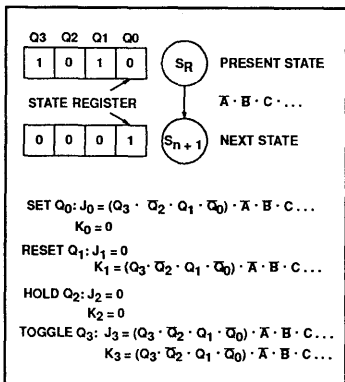 Q3 Q2 Q1 Q0
1 0 1 0
S_R
PRESENT STATE
STATE REGISTER
A̅ · B̅ · C · ...
0 0 0 1
S_{n+1}
NEXT STATE
SET Q₀: J₀ = (Q₃ · Q̅₂ · Q₁ · Q̅₀) · A̅ · B̅ · C . . .
K₀ = 0
RESET Q₁: J₁ = 0
K₁ = (Q₃ · Q̅₂ · Q₁ · Q̅₀) · A̅ · B̅ · C . . .
HOLD Q₂: J₂ = 0
K₂ = 0
TOGGLE Q₃: J₃ = (Q₃ · Q̅₂ · Q₁ · Q̅₀) · A̅ · B̅ · C . . .
K₃ = (Q₃ · Q̅₂ · Q₁ · Q̅₀) · A̅ · B̅ · C . . .